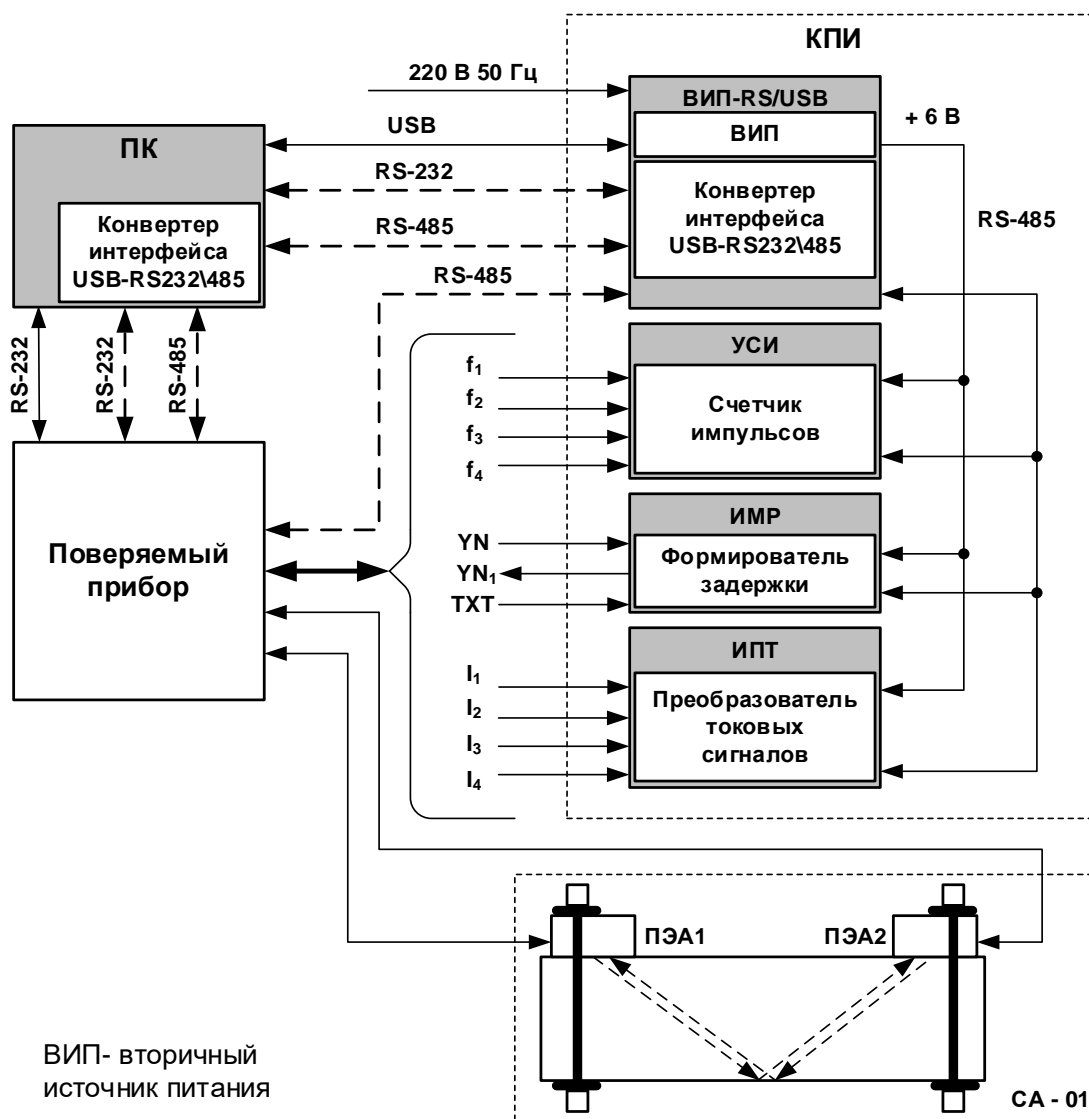 КПИ
220 В 50 Гц
ВИП-RS/USB
+ 6 В
USB
ВИП
ПК
RS-232
Конвертер
интерфейса
USB-RS232\485
RS-485
RS-485
Конвертер
интерфейса
USB-RS232\485
RS-485
RS-232
RS-232
RS-485
УСИ
f1
f2
f3
f4
Счетчик
импульсов
ИМР
YN
YN1
TXT
Формирователь
задержки
Поверяемый
прибор
ИПТ
I1
I2
I3
I4
Преобразователь
токовых
сигналов
ПЭА1
ПЭА2
ВИП- вторичный
источник питания
СА - 01